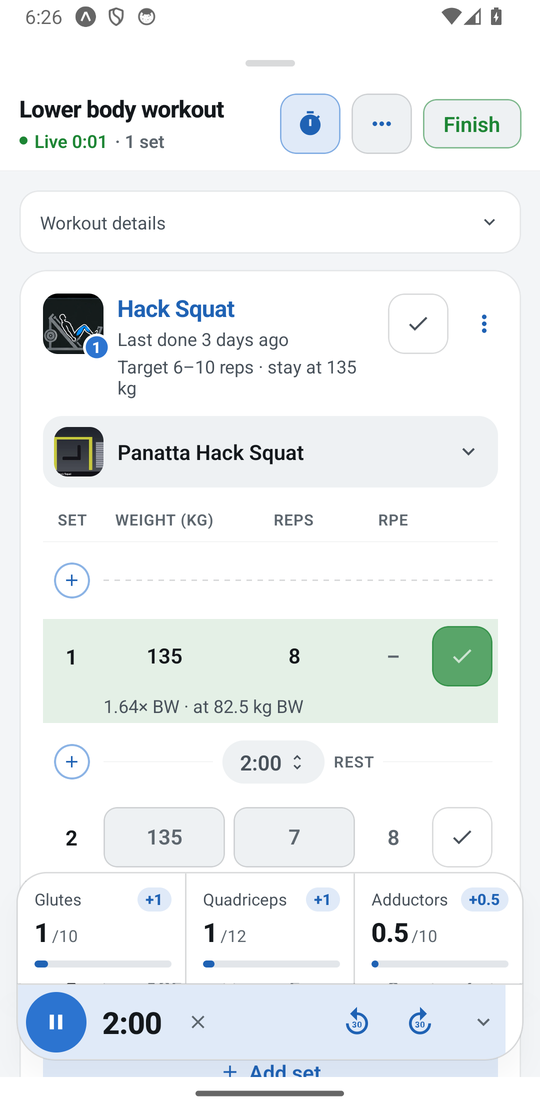 6:26
Lower body workout
Live 0:01 · 1 set
Finish
Workout details
Hack Squat
1
Last done 3 days ago
Target 6–10 reps · stay at 135
kg
Panatta Hack Squat
SET WEIGHT (KG) REPS RPE
1 135 8 –
1.64× BW · at 82.5 kg BW
2:00 REST
2 135 7 8
Glutes +1 Quadriceps +1 Adductors +0.5
1 /10 1 /12 0.5 /10
2:00 30 30
+ Add set